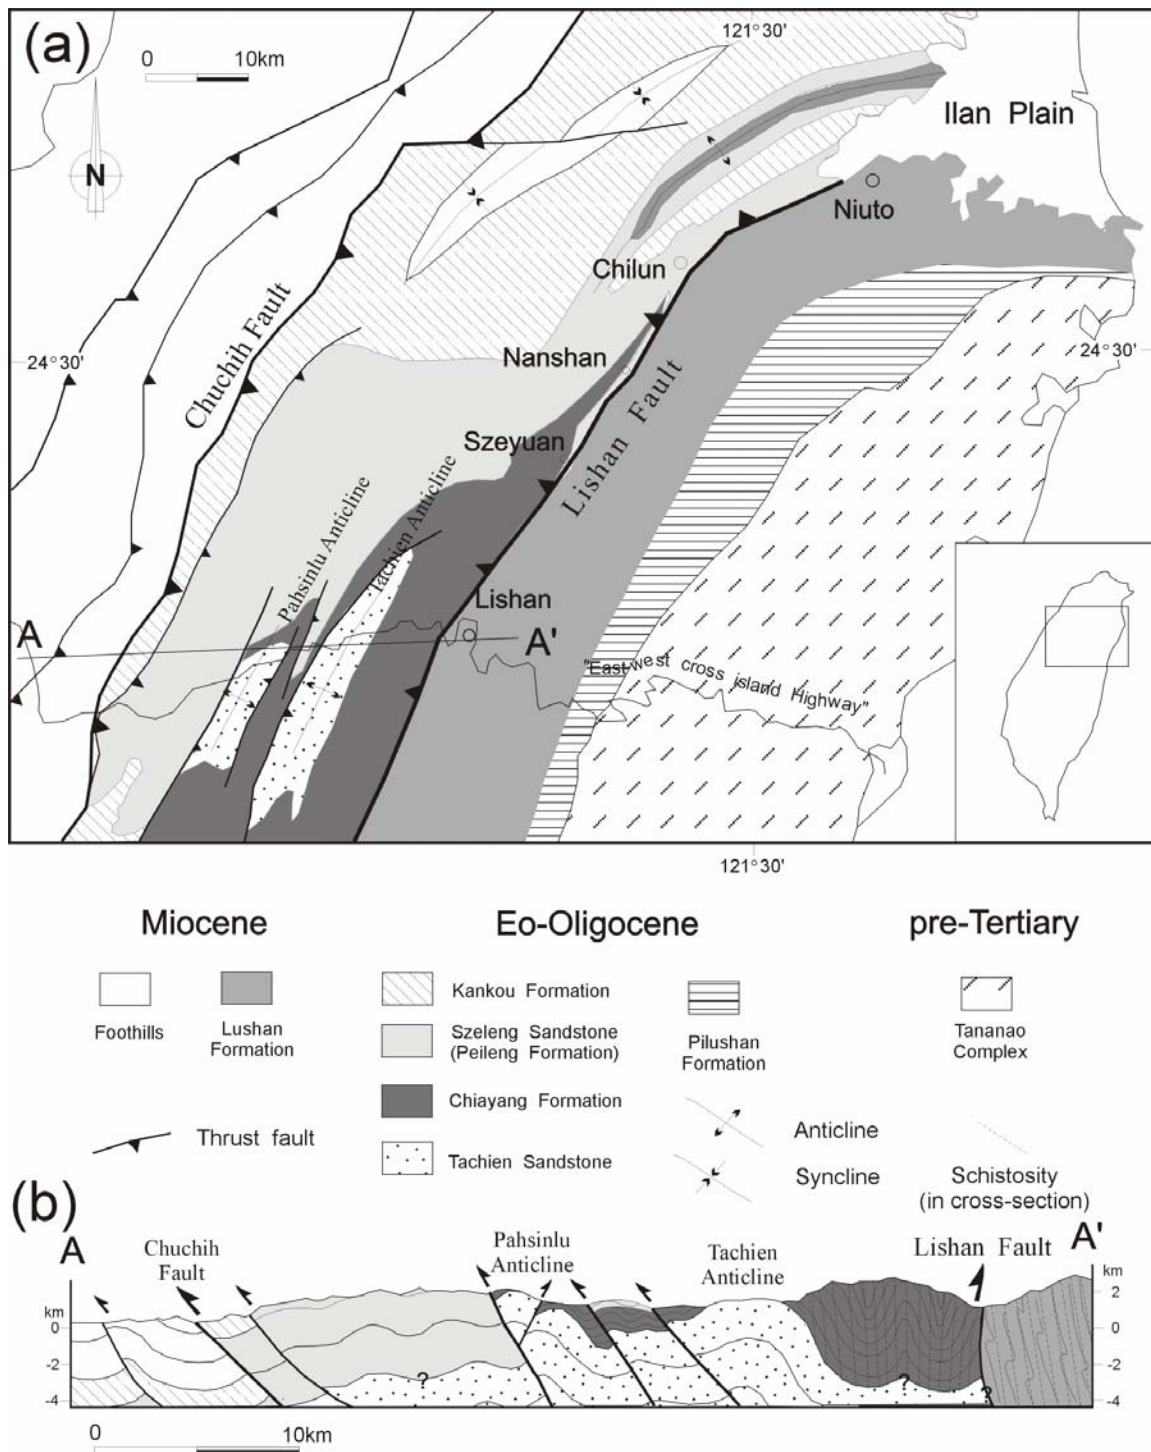 (a)
0 10km
N
121°30'
Ilan Plain
Niuto
Chilun
Chuchih Fault
24°30'
24°30'
Nanshan
Lishan Fault
Szeyuan
Pahsinlu Anticline
Tachien Anticline
Lishan
A
A'
"East-west cross island Highway"
121°30'
Miocene
Eo-Oligocene
pre-Tertiary
Foothills
Lushan
Formation
Kankou Formation
Szeleng Sandstone
(Peileng Formation)
Chiayang Formation
Tachien Sandstone
Pilushan
Formation
Tananao
Complex
Thrust fault
Anticline
Syncline
Schistosity
(in cross-section)
(b)
A
Chuchih
Fault
Pahsinlu
Anticline
Tachien
Anticline
Lishan Fault
A'
km
0
-2
-4
km
2
0
-2
-4
?
?
?
0 10km